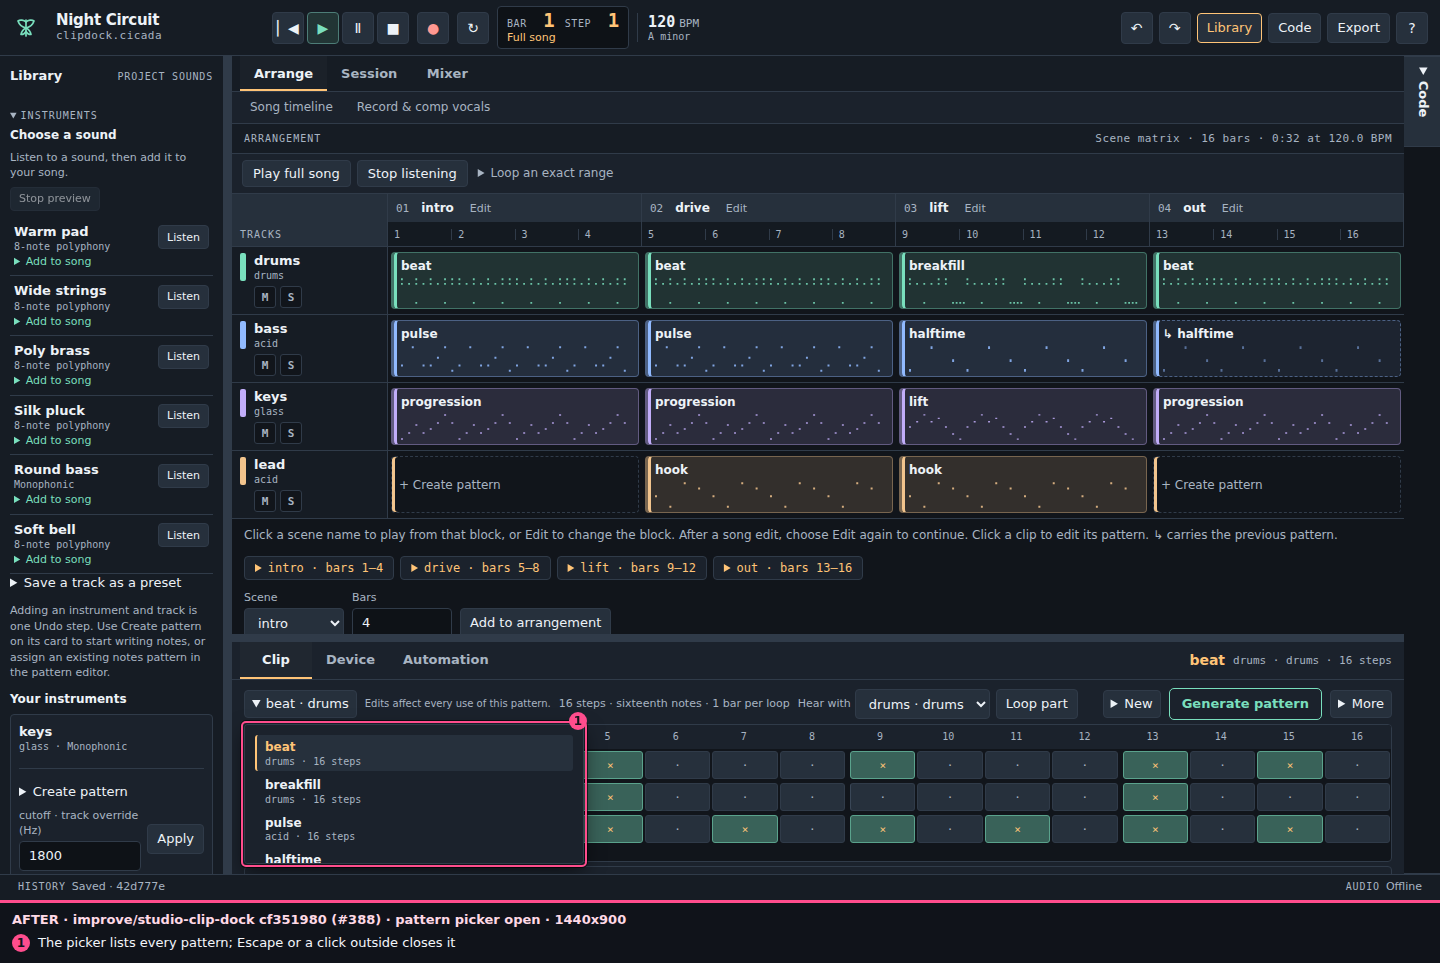 Night Circuit
clipdock.cicada
BAR 1 STEP 1
Full song
120 BPM
A minor
Library
Code
Export
?
Library PROJECT SOUNDS
INSTRUMENTS
Choose a sound
Listen to a sound, then add it to
your song.
Stop preview
Warm pad
8-note polyphony
Add to song
Listen
Wide strings
8-note polyphony
Add to song
Listen
Poly brass
8-note polyphony
Add to song
Listen
Silk pluck
8-note polyphony
Add to song
Listen
Round bass
Monophonic
Add to song
Listen
Soft bell
8-note polyphony
Add to song
Listen
Save a track as a preset
Adding an instrument and track is
one Undo step. Use Create pattern
on its card to start writing notes, or
assign an existing notes pattern in
the pattern editor.
Your instruments
keys
glass · Monophonic
Create pattern
cutoff · track override
(Hz)
1800
Apply
Arrange Session Mixer
Song timeline Record & comp vocals
ARRANGEMENT Scene matrix · 16 bars · 0:32 at 120.0 BPM
Play full song Stop listening Loop an exact range
01 intro Edit 02 drive Edit 03 lift Edit 04 out Edit
TRACKS 1 2 3 4 5 6 7 8 9 10 11 12 13 14 15 16
drums
drums
M S
beat beat breakfill beat
bass
acid
M S
pulse pulse halftime ↳ halftime
keys
glass
M S
progression progression lift progression
lead
acid
M S
+ Create pattern hook hook + Create pattern
Click a scene name to play from that block, or Edit to change the block. After a song edit, choose Edit again to continue. Click a clip to edit its pattern. ↳ carries the previous pattern.
intro · bars 1–4 drive · bars 5–8 lift · bars 9–12 out · bars 13–16
Scene Bars
intro 4 Add to arrangement
Code
Clip Device Automation beat drums · drums · 16 steps
beat · drums Edits affect every use of this pattern. 16 steps · sixteenth notes · 1 bar per loop Hear with drums · drums Loop part New Generate pattern More
1
beat
drums · 16 steps
breakfill
drums · 16 steps
pulse
acid · 16 steps
halftime
5 6 7 8 9 10 11 12 13 14 15 16
× · · · × · · · × · × ·
× · · · · · · · × · · ·
× · × · × · × · × · × ·
HISTORY Saved · 42d777e AUDIO Offline
AFTER · improve/studio-clip-dock cf351980 (#388) · pattern picker open · 1440x900
1 The picker lists every pattern; Escape or a click outside closes it